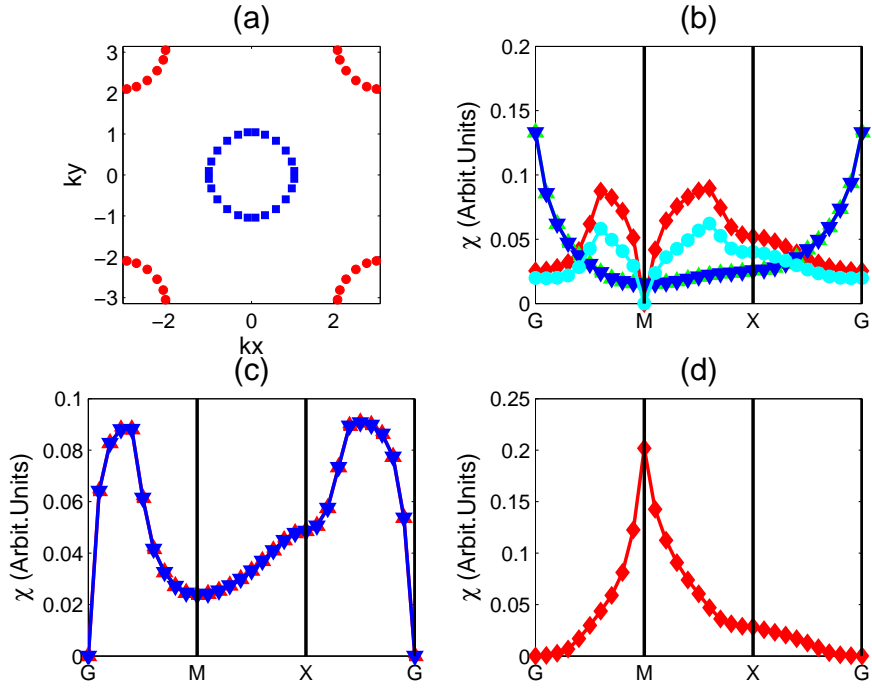 (a)
3
2
1
0
−1
−2
−3
ky
−2
0
2
kx
(b)
0.2
0.15
0.1
0.05
0
χ (Arbit.Units)
G
M
X
G
(c)
0.1
0.08
0.06
0.04
0.02
0
χ (Arbit.Units)
G
M
X
G
(d)
0.25
0.2
0.15
0.1
0.05
0
χ (Arbit.Units)
G
M
X
G